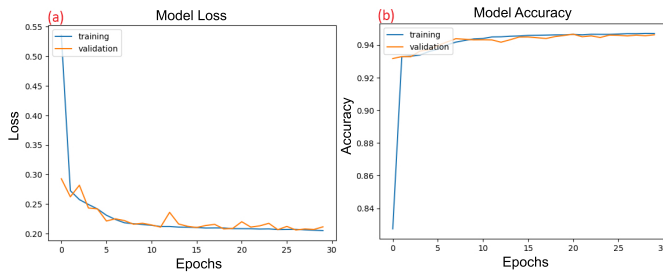 (a)
Model Loss
0.55
0.50
0.45
0.40
0.35
0.30
0.25
0.20
Loss
training
validation
0 5 10 15 20 25 30
Epochs
(b)
Model Accuracy
0.94
0.92
0.90
0.88
0.86
0.84
Accuracy
training
validation
0 5 10 15 20 25 30
Epochs